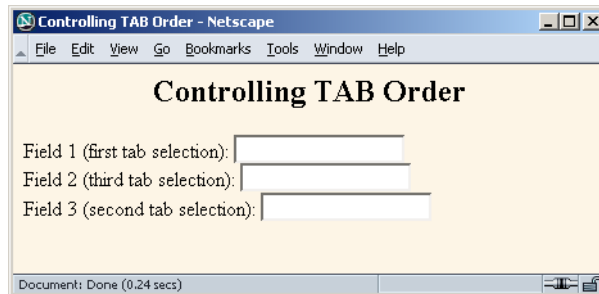 Controlling TAB Order - Netscape
File Edit View Go Bookmarks Tools Window Help
Controlling TAB Order
Field 1 (first tab selection):
Field 2 (third tab selection):
Field 3 (second tab selection):
Document: Done (0.24 secs)